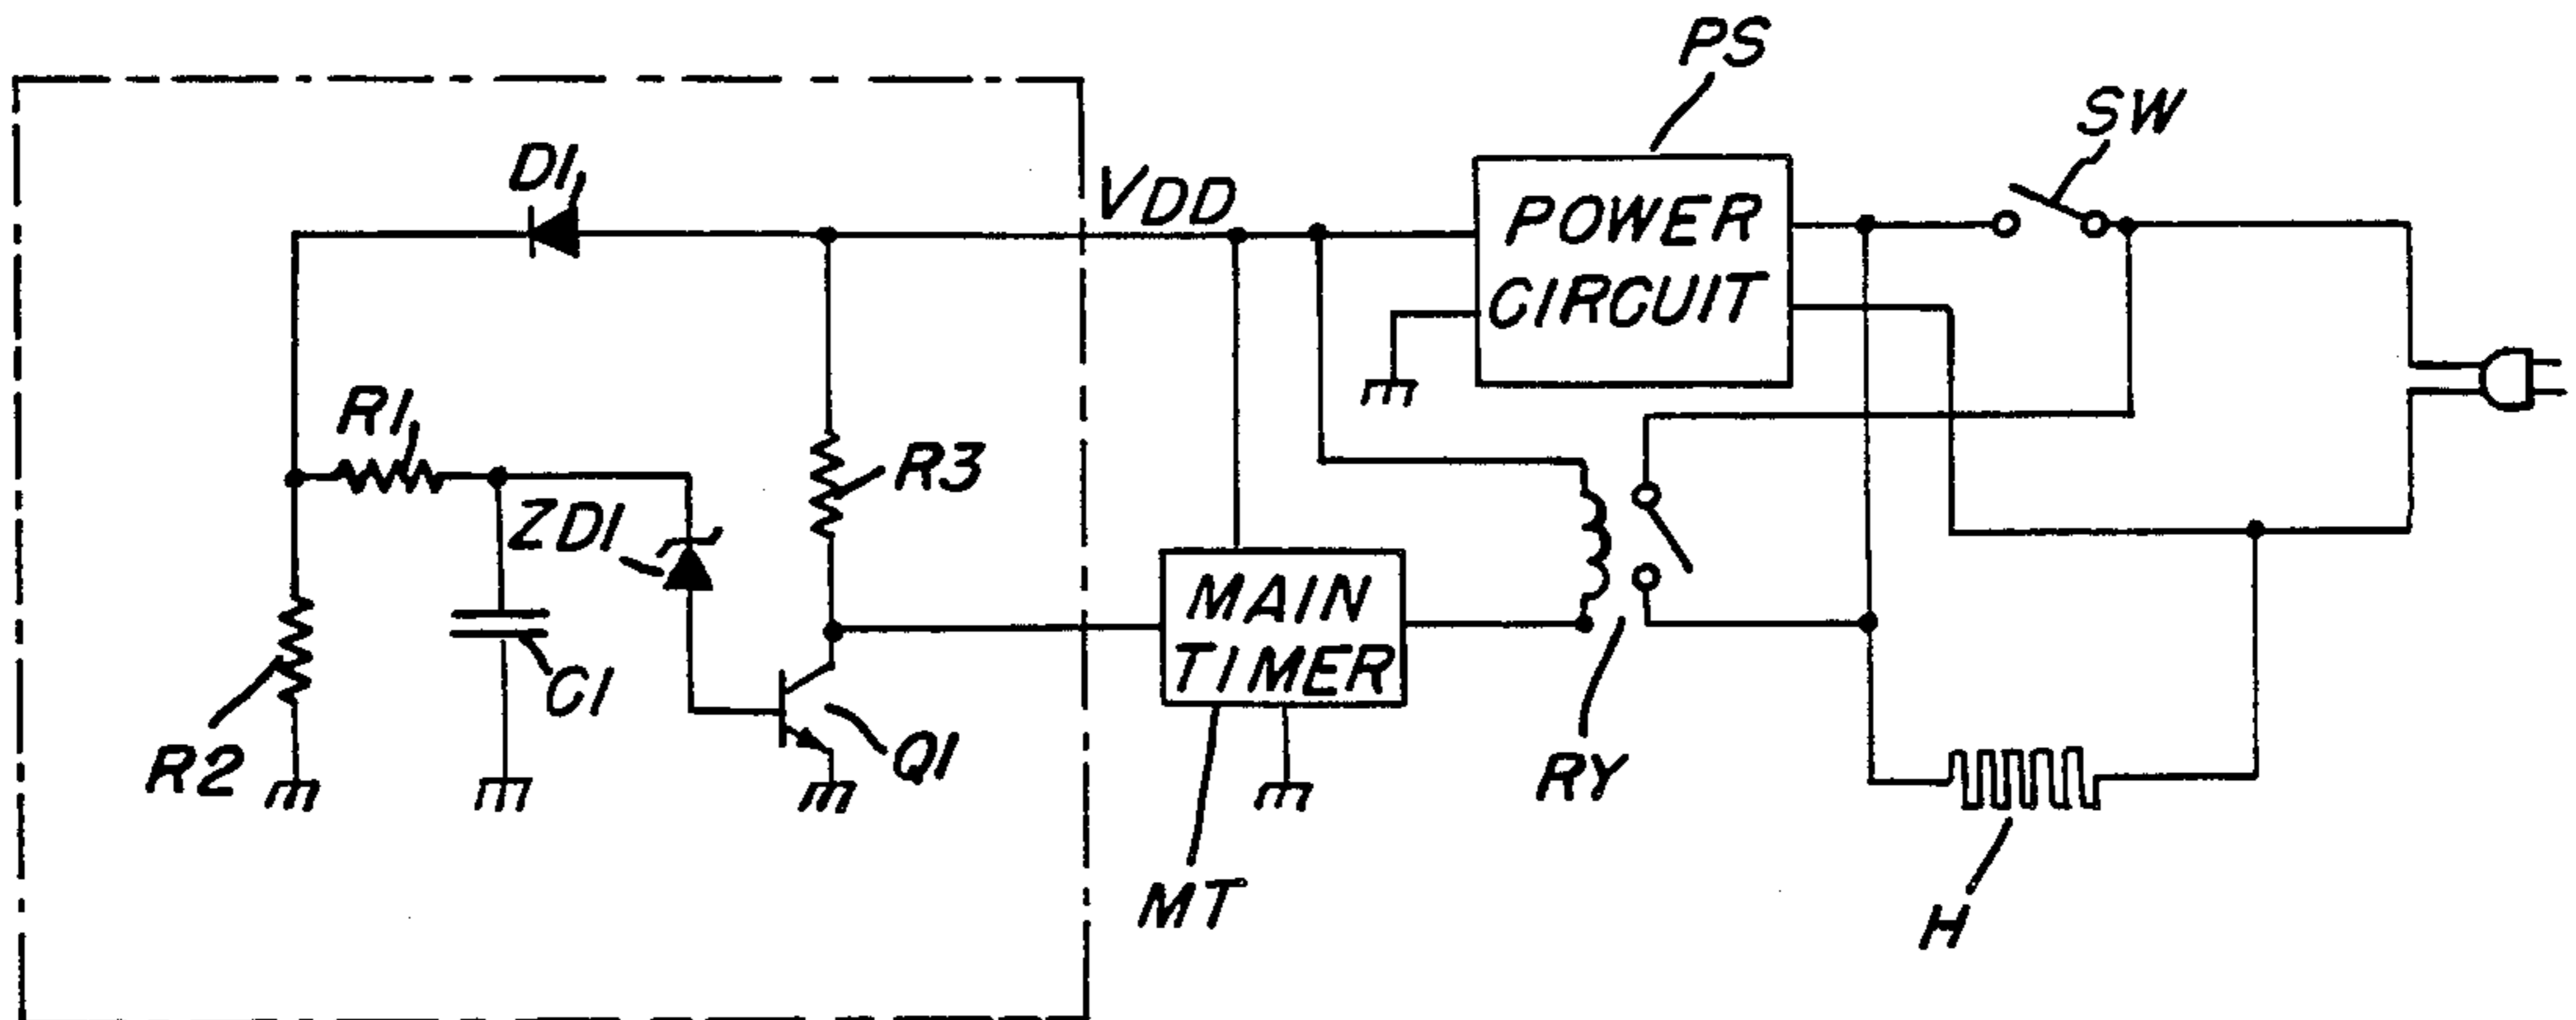 PS
SW
D1
VDD
POWER
CIRCUIT
R1
R3
ZD1
MAIN
TIMER
C1
R2
Q1
RY
MT
H